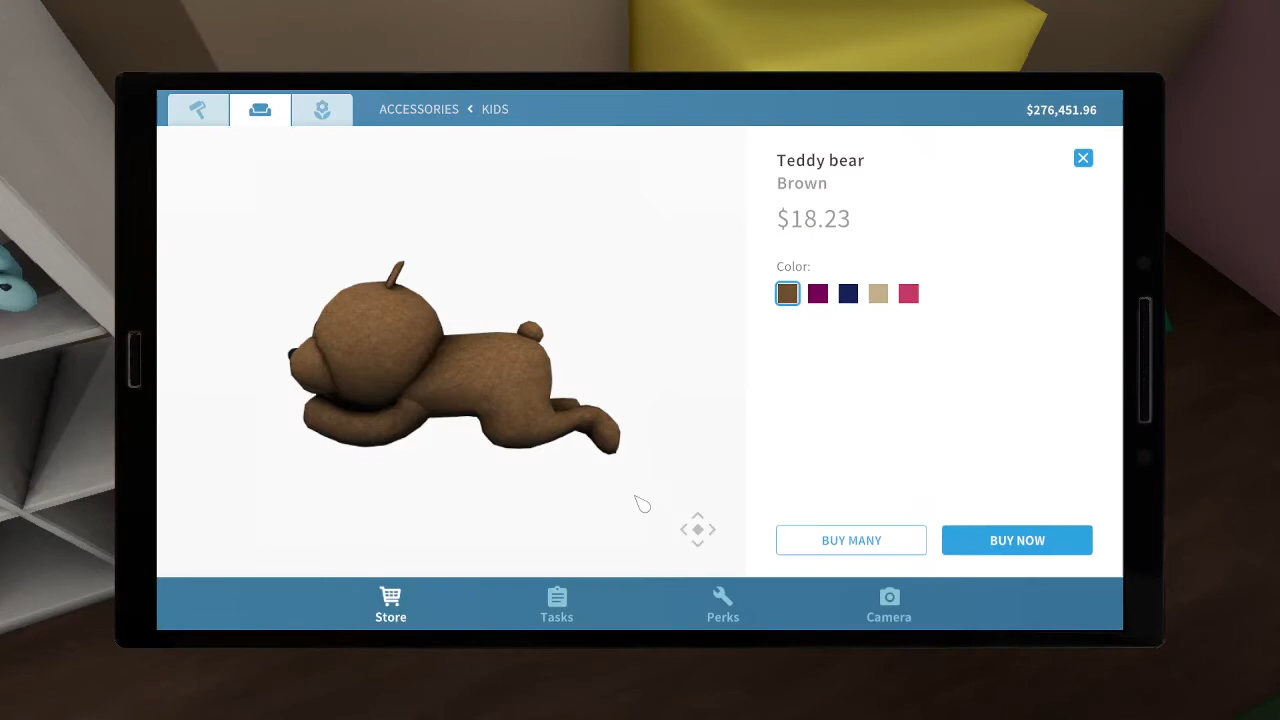 ACCESSORIES < KIDS
$276,451.96
Teddy bear
Brown
$18.23
Color:
BUY MANY
BUY NOW
Store
Tasks
Perks
Camera